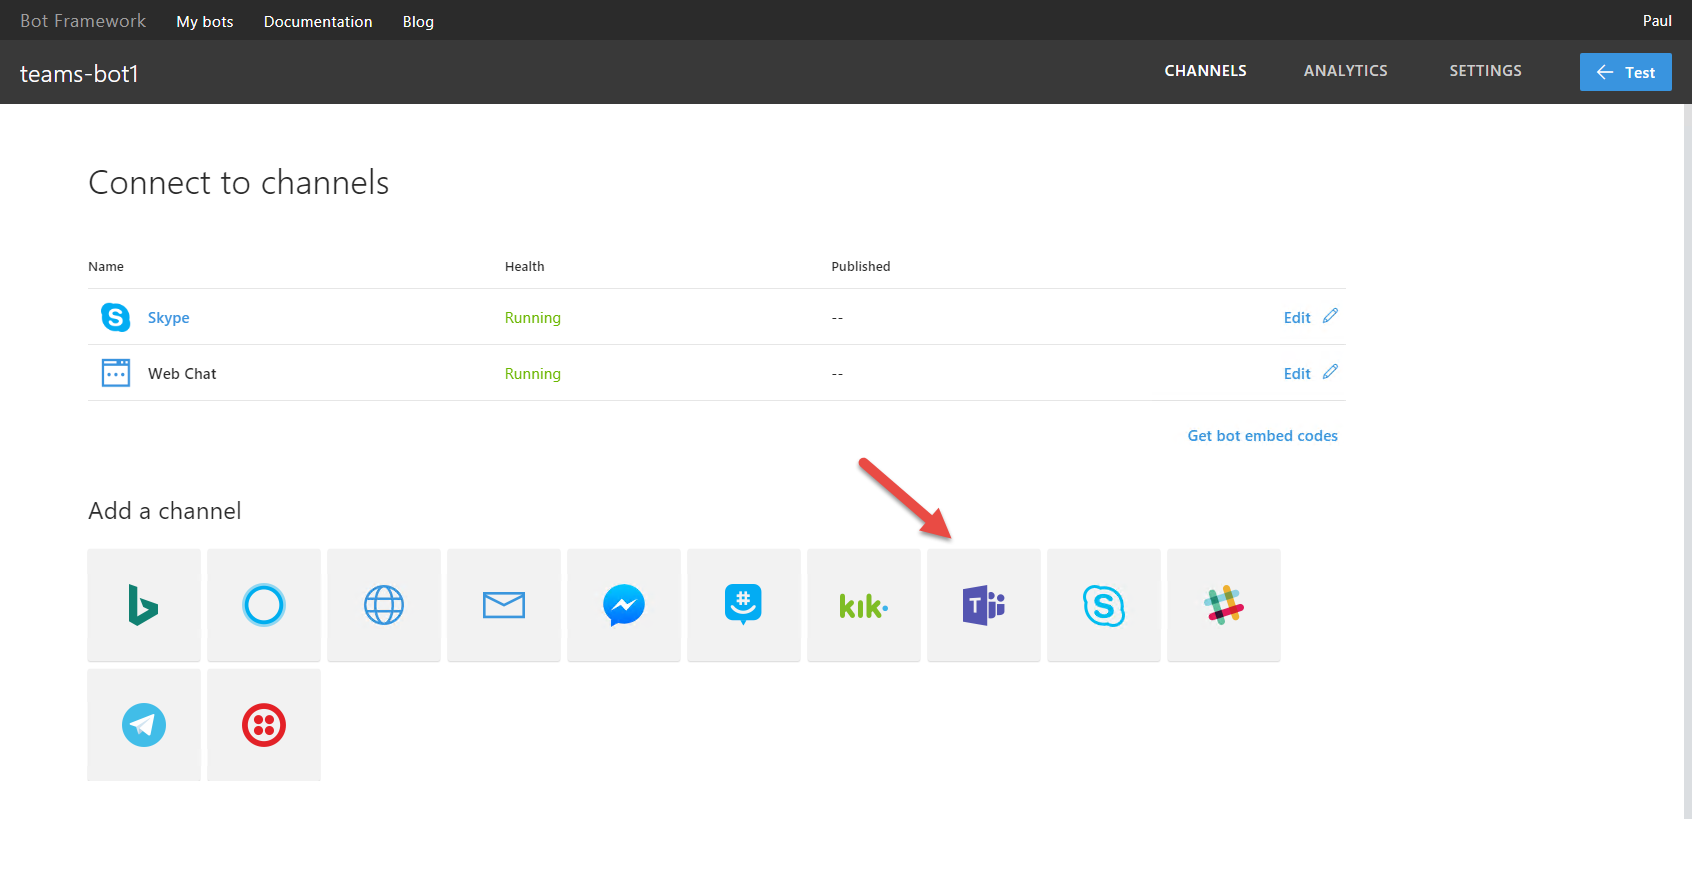 Bot Framework My bots Documentation Blog Paul
teams-bot1 CHANNELS ANALYTICS SETTINGS Test
Connect to channels
Name Health Published
Skype Running -- Edit
Web Chat Running -- Edit
Get bot embed codes
Add a channel
kik.